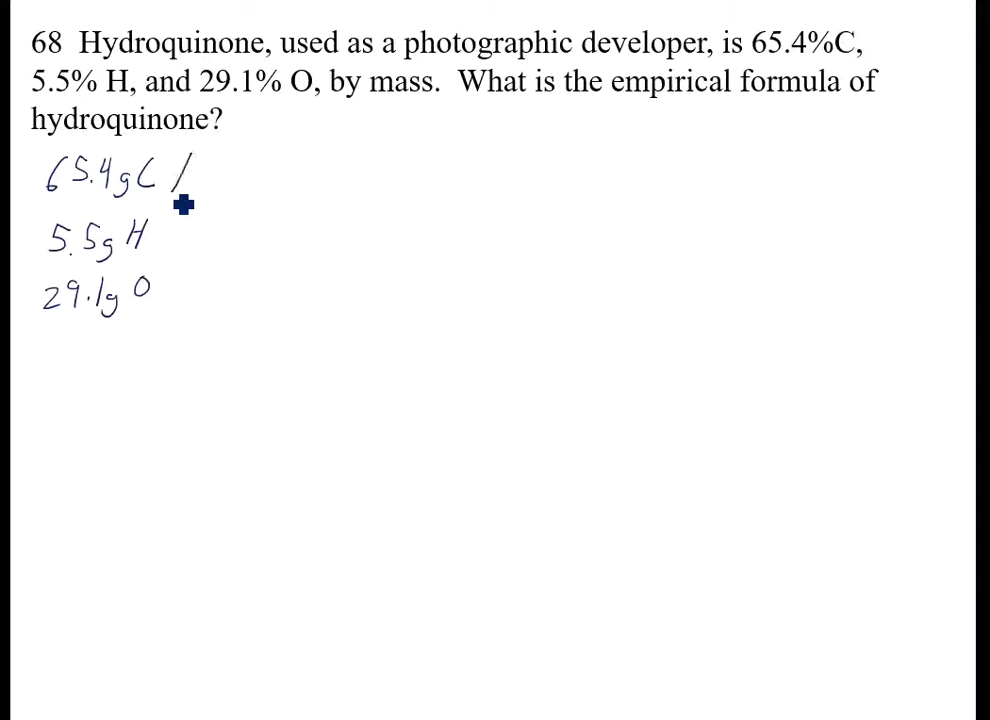 68 Hydroquinone, used as a photographic developer, is 65.4%C,
5.5% H, and 29.1% O, by mass. What is the empirical formula of
hydroquinone?
65.4gC /
5.5g H
29.1g O